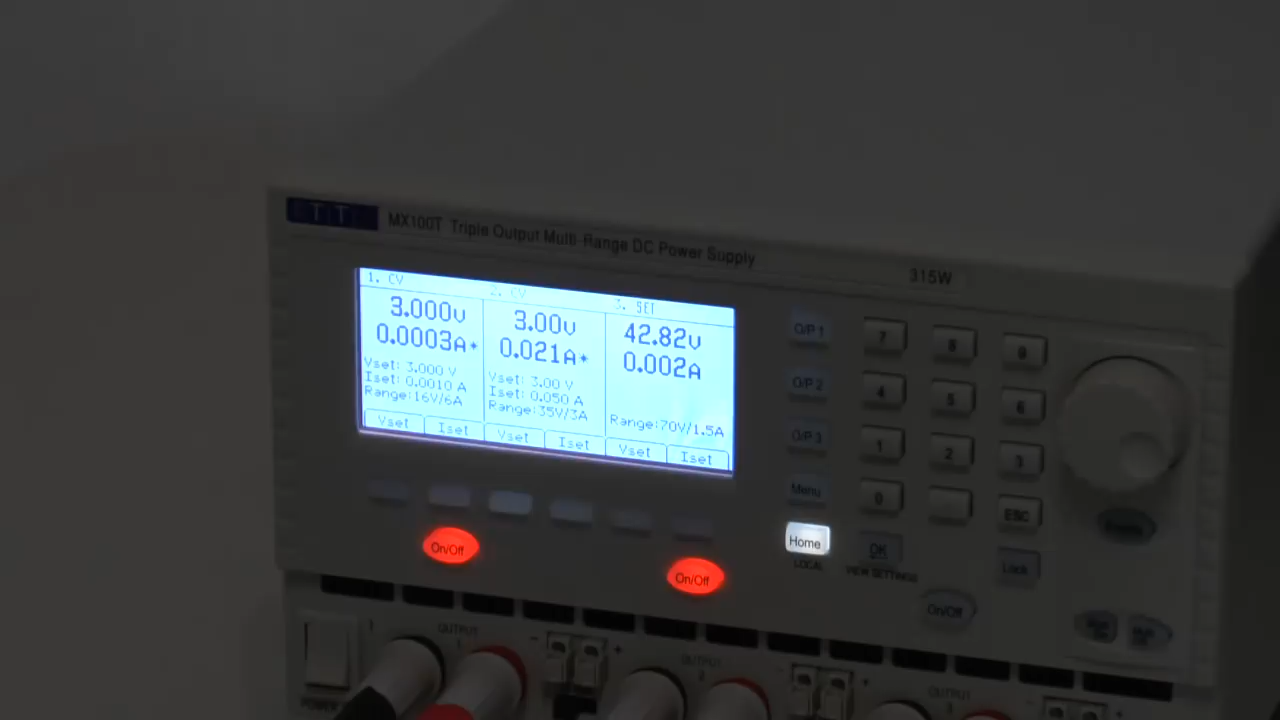 TT
MX100T Triple Output Multi-Range DC Power Supply
315W
1. CV
2. CV
3. SET
3.000V
0.0003A*
3.00V
0.021A*
42.82V
0.002A
Vset: 3.000 V
Iset: 0.0010 A
Range:16V/6A
Vset: 3.00 V
Iset: 0.050 A
Range:35V/3A
Range:70V/1.5A
Vset
Iset
Vset
Iset
Vset
Iset
On/Off
On/Off
O/P 1
O/P 2
O/P 3
Menu
Home
LOCAL
7
8
9
4
5
6
1
2
3
0
ESC
OK
VIEW SETTINGS
Lock
On/Off
POWER
OUTPUT
1
- +
OUTPUT
2
- +
OUTPUT